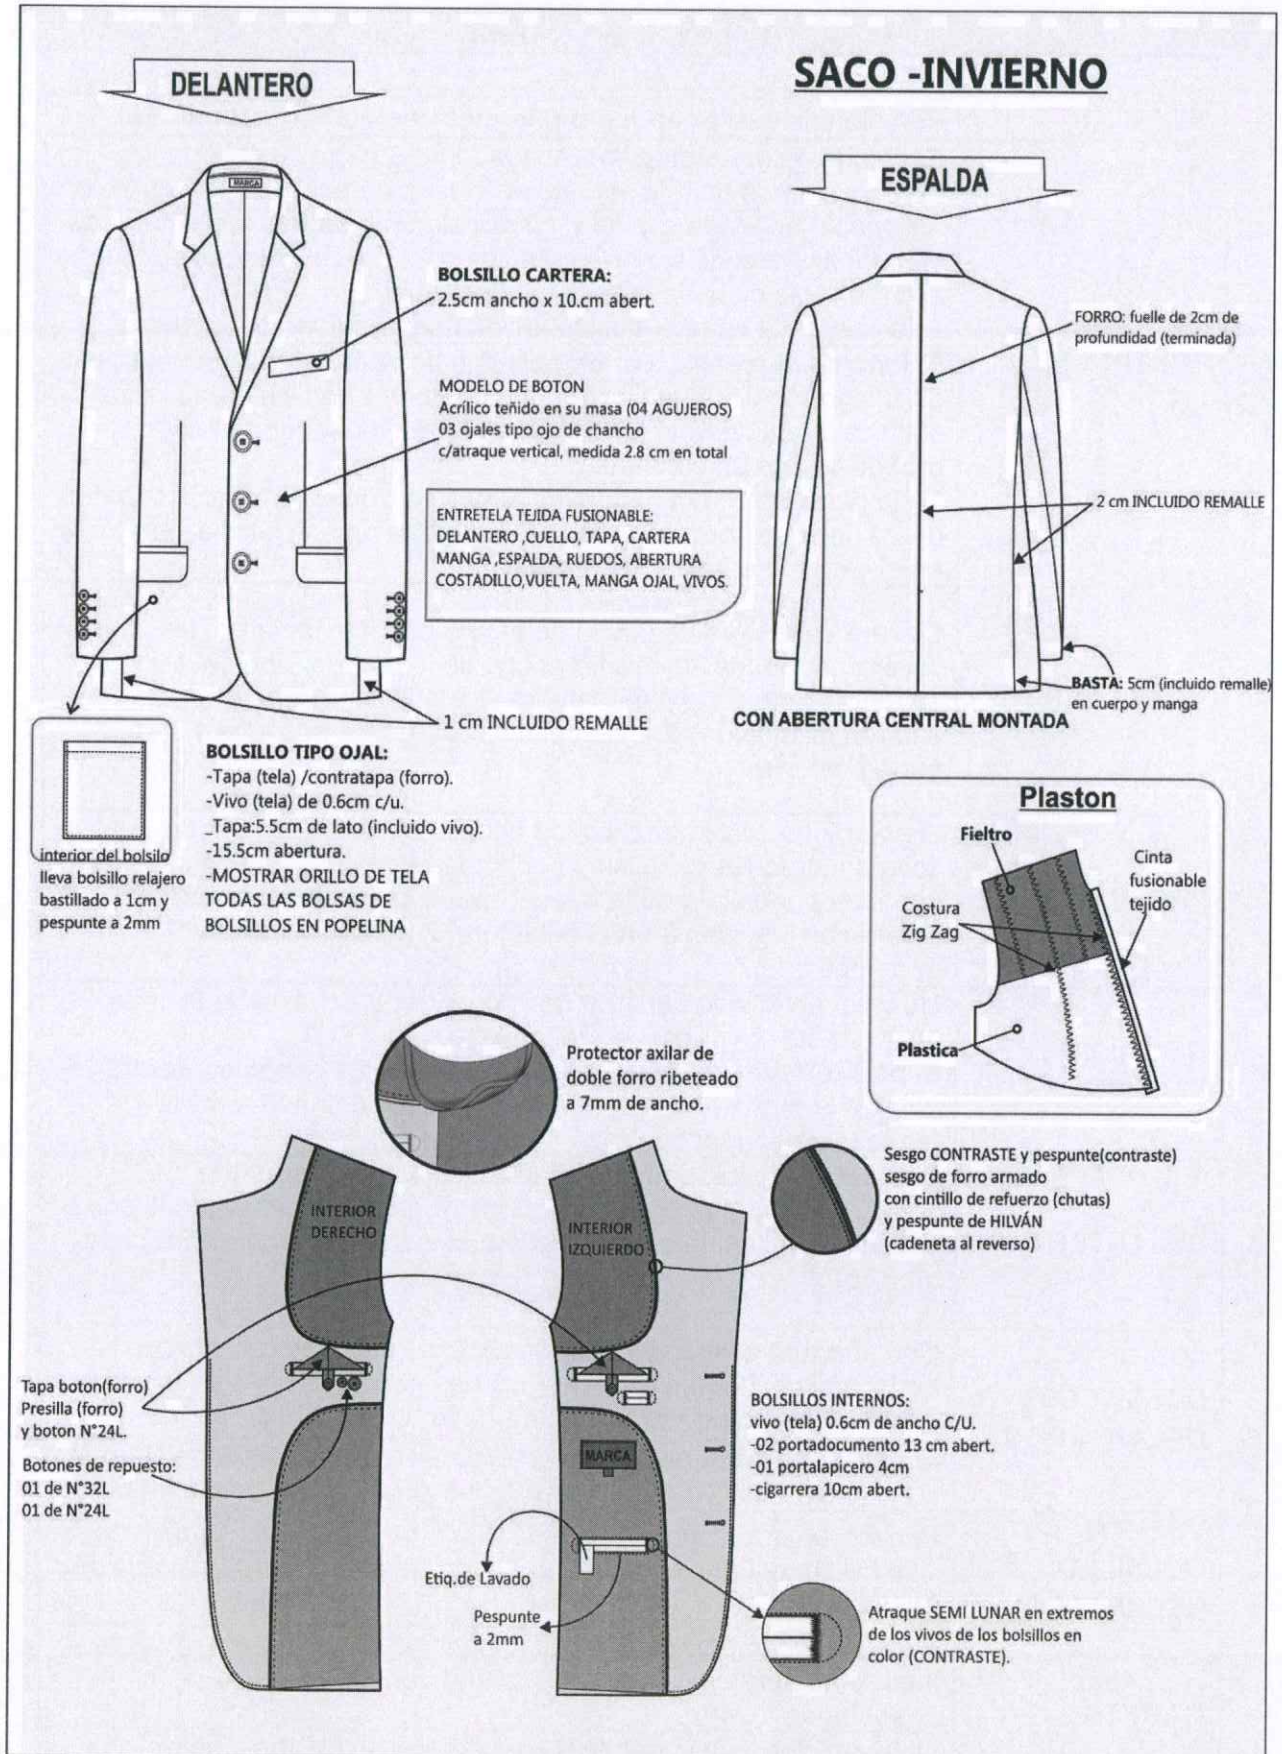 SACO -INVIERNO
DELANTERO
ESPALDA
MARCA
BOLSILLO CARTERA:
2.5cm ancho x 10.cm abert.
FORRO: fuelle de 2cm de
profundidad (terminada)
MODELO DE BOTON
Acrílico teñido en su masa (04 AGUJEROS)
03 ojales tipo ojo de chancho
c/atraque vertical, medida 2.8 cm en total
2 cm INCLUIDO REMALLE
ENTRETELA TEJIDA FUSIONABLE:
DELANTERO ,CUELLO, TAPA, CARTERA
MANGA ,ESPALDA, RUEDOS, ABERTURA
COSTADILLO,VUELTA, MANGA OJAL, VIVOS.
BASTA: 5cm (incluido remalle)
en cuerpo y manga
1 cm INCLUIDO REMALLE
CON ABERTURA CENTRAL MONTADA
BOLSILLO TIPO OJAL:
-Tapa (tela) /contratapa (forro).
-Vivo (tela) de 0.6cm c/u.
_Tapa:5.5cm de lato (incluido vivo).
-15.5cm abertura.
-MOSTRAR ORILLO DE TELA
TODAS LAS BOLSAS DE
BOLSILLOS EN POPELINA
interior del bolsilo
lleva bolsillo relajero
bastillado a 1cm y
pespunte a 2mm
Plaston
Fieltro
Cinta
fusionable
tejido
Costura
Zig Zag
Plastica
Protector axilar de
doble forro ribeteado
a 7mm de ancho.
Sesgo CONTRASTE y pespunte(contraste)
sesgo de forro armado
con cintillo de refuerzo (chutas)
y pespunte de HILVÁN
(cadeneta al reverso)
INTERIOR
DERECHO
INTERIOR
IZQUIERDO
Tapa boton(forro)
Presilla (forro)
y boton N°24L.
Botones de repuesto:
01 de N°32L
01 de N°24L
BOLSILLOS INTERNOS:
vivo (tela) 0.6cm de ancho C/U.
-02 portadocumento 13 cm abert.
-01 portalapicero 4cm
-cigarrera 10cm abert.
MARCA
Etiq.de Lavado
Pespunte
a 2mm
Atraque SEMI LUNAR en extremos
de los vivos de los bolsillos en
color (CONTRASTE).